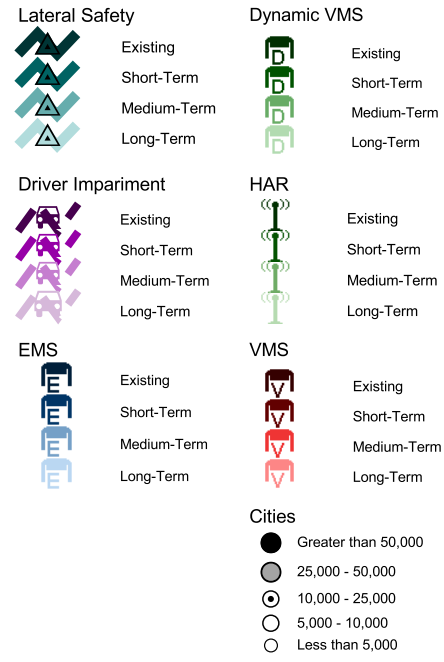 Lateral Safety
Existing
Short-Term
Medium-Term
Long-Term
Driver Impariment
Existing
Short-Term
Medium-Term
Long-Term
EMS
E Existing
E Short-Term
E Medium-Term
E Long-Term
Dynamic VMS
D Existing
D Short-Term
D Medium-Term
D Long-Term
HAR
Existing
Short-Term
Medium-Term
Long-Term
VMS
V Existing
V Short-Term
V Medium-Term
V Long-Term
Cities
Greater than 50,000
25,000 - 50,000
10,000 - 25,000
5,000 - 10,000
Less than 5,000